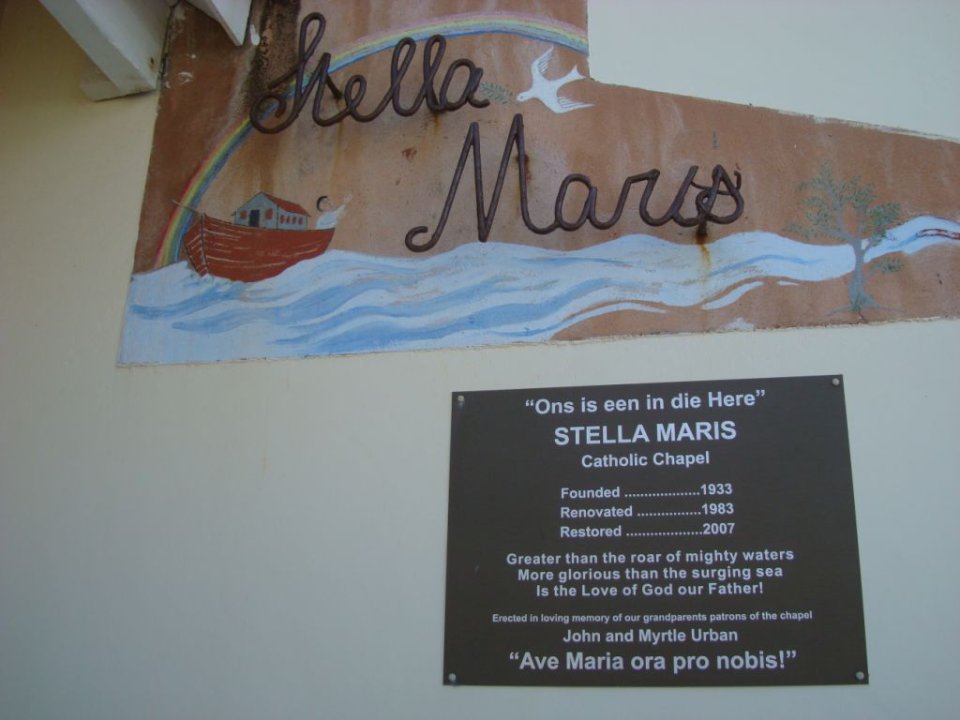 Stella
Maris
“Ons is een in die Here”
STELLA MARIS
Catholic Chapel
Founded ...................1933
Renovated ................1983
Restored ...................2007
Greater than the roar of mighty waters
More glorious than the surging sea
Is the Love of God our Father!
Erected in loving memory of our grandparents patrons of the chapel
John and Myrtle Urban
“Ave Maria ora pro nobis!”